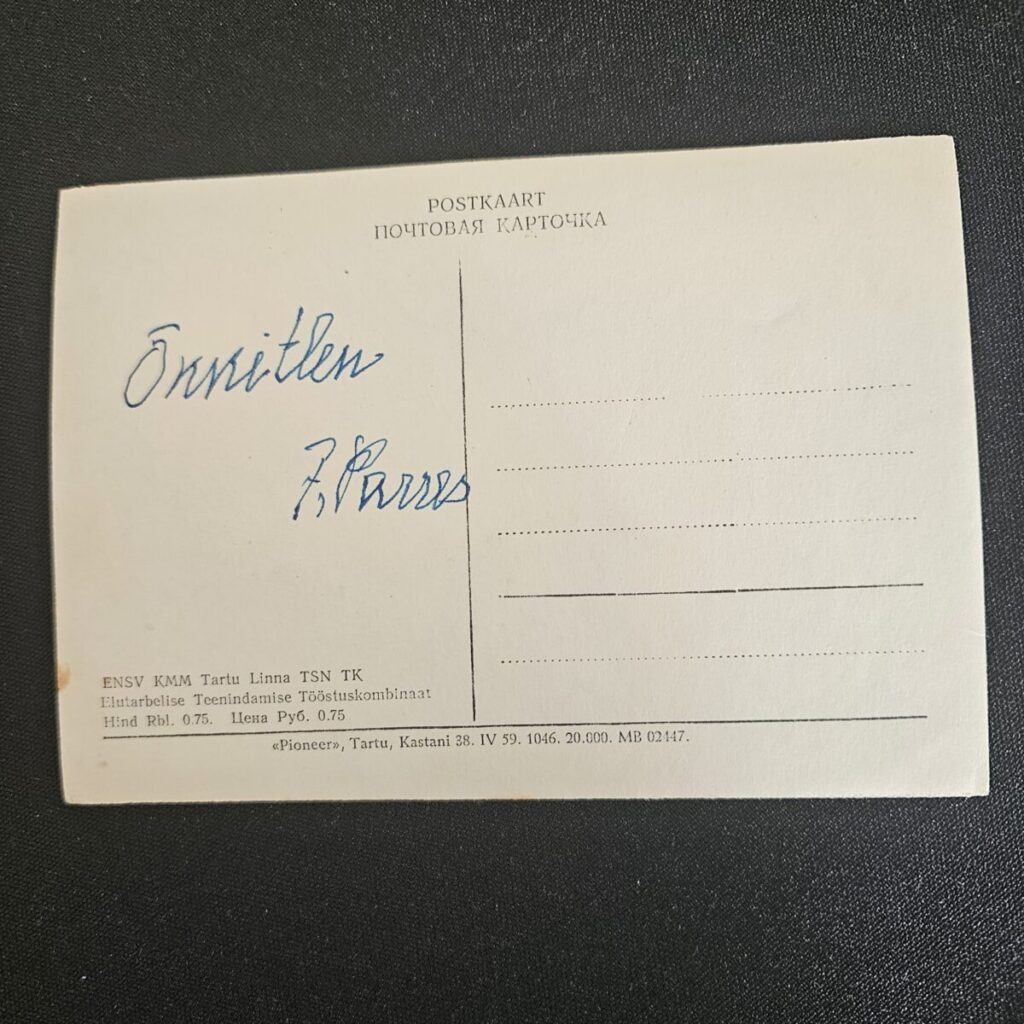 POSTKAART
ПОЧТОВАЯ КАРТОЧКА
Õnnitlen
J. Parres
ENSV KMM Tartu Linna TSN TK
Elutarbelise Teenindamise Tööstuskombinaat
Hind Rbl. 0.75. Цена Руб. 0.75
«Pioneer», Tartu, Kastani 38. IV 59. 1046. 20.000. MB 02447.